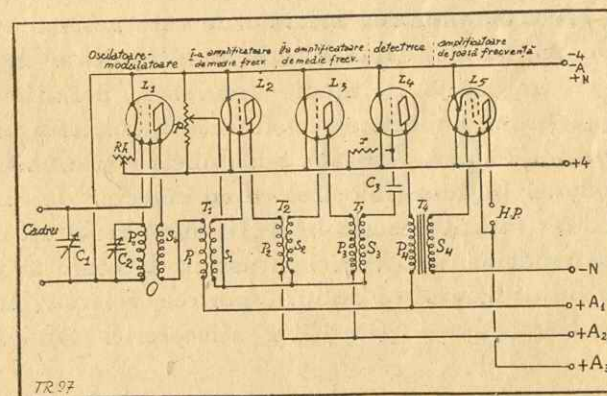 Oscilatoare-modulatoare
I-a amplificatoare de medie frecv.
II-a amplificatoare de medie frecv.
detectrice
amplificatoare de joasă frecvență
-4
-A
+N
L1 L2 L3 L4 L5
P
Rh
r
+4
C3
Cadru
C1
C2
P0
S0
O
T1
P1
S1
T2
P2
S2
T3
P3
S3
T4
P4
S4
H.P.
-N
+A1
+A2
+A3
TR.97